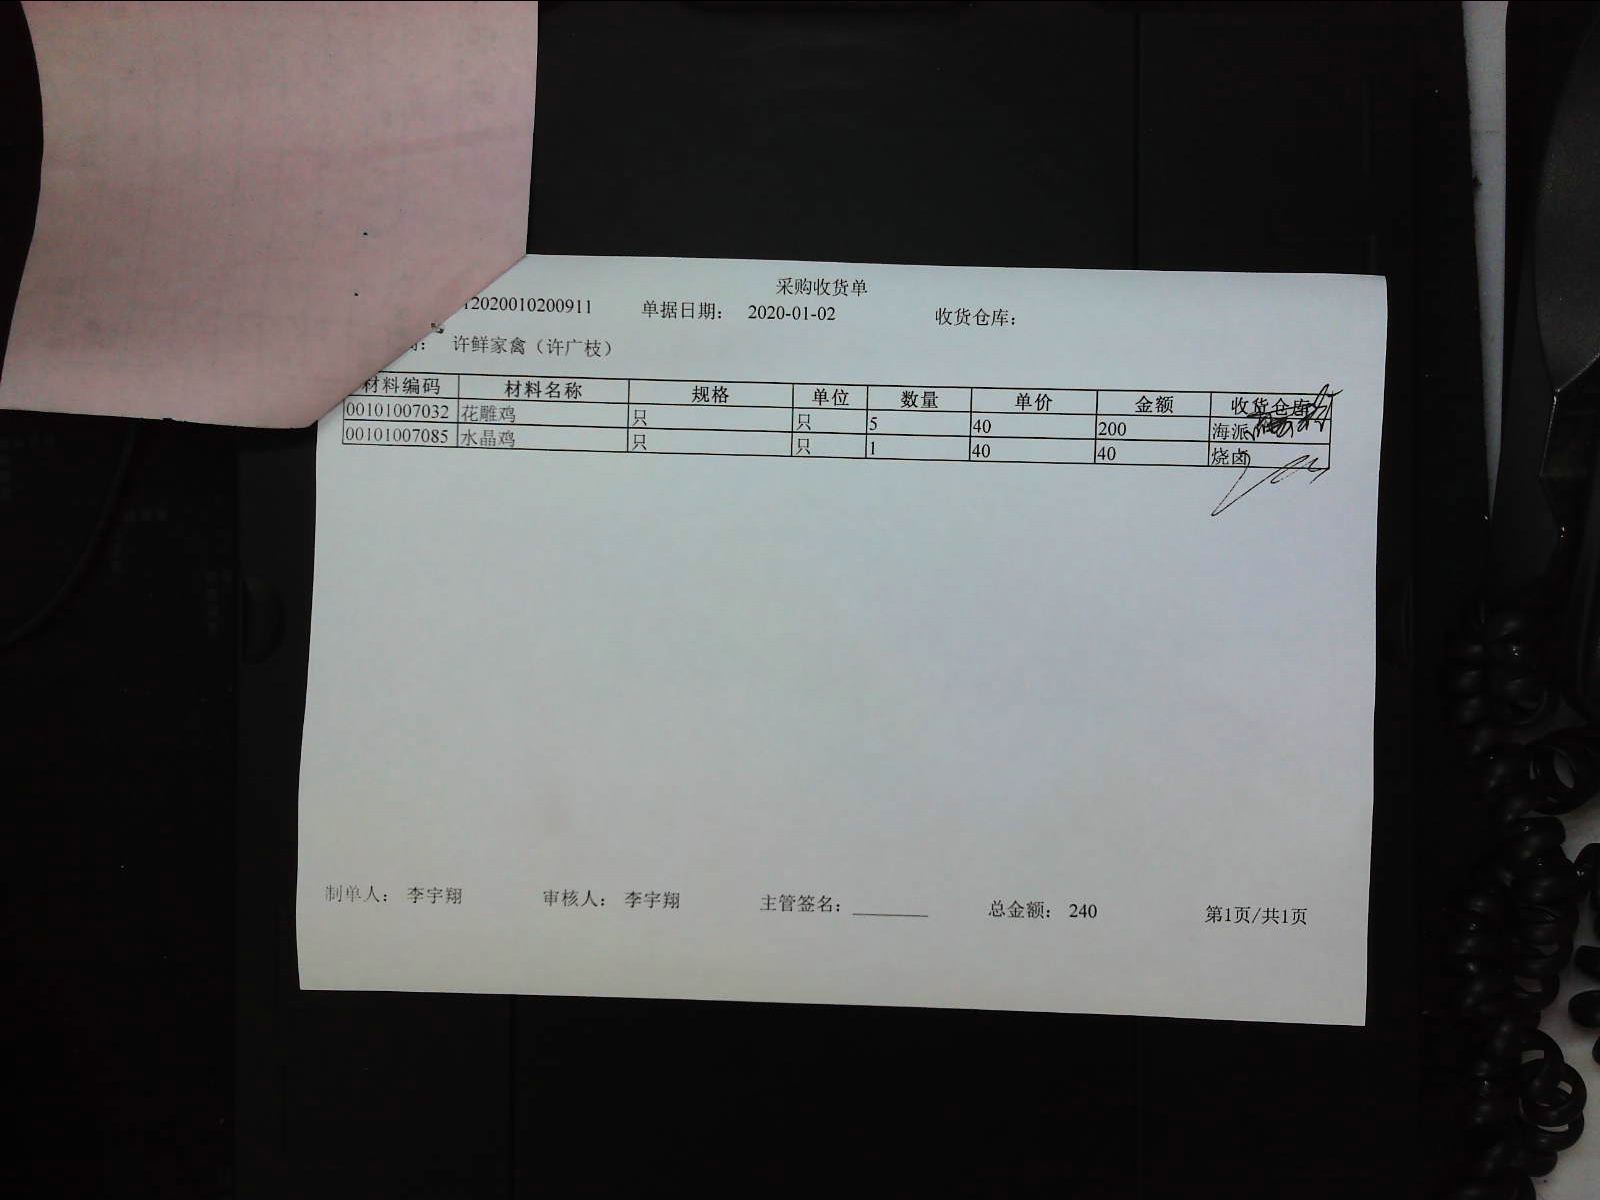 采购收货单
12020010200911 单据日期： 2020-01-02 收货仓库：
许鲜家禽（许广枝）
材料编码 材料名称 规格 单位 数量 单价 金额 收货仓库
00101007032 花雕鸡 只 只 5 40 200 海派
00101007085 水晶鸡 只 只 1 40 40 烧卤
制单人： 李宇翔 审核人： 李宇翔 主管签名： 总金额： 240 第1页/共1页